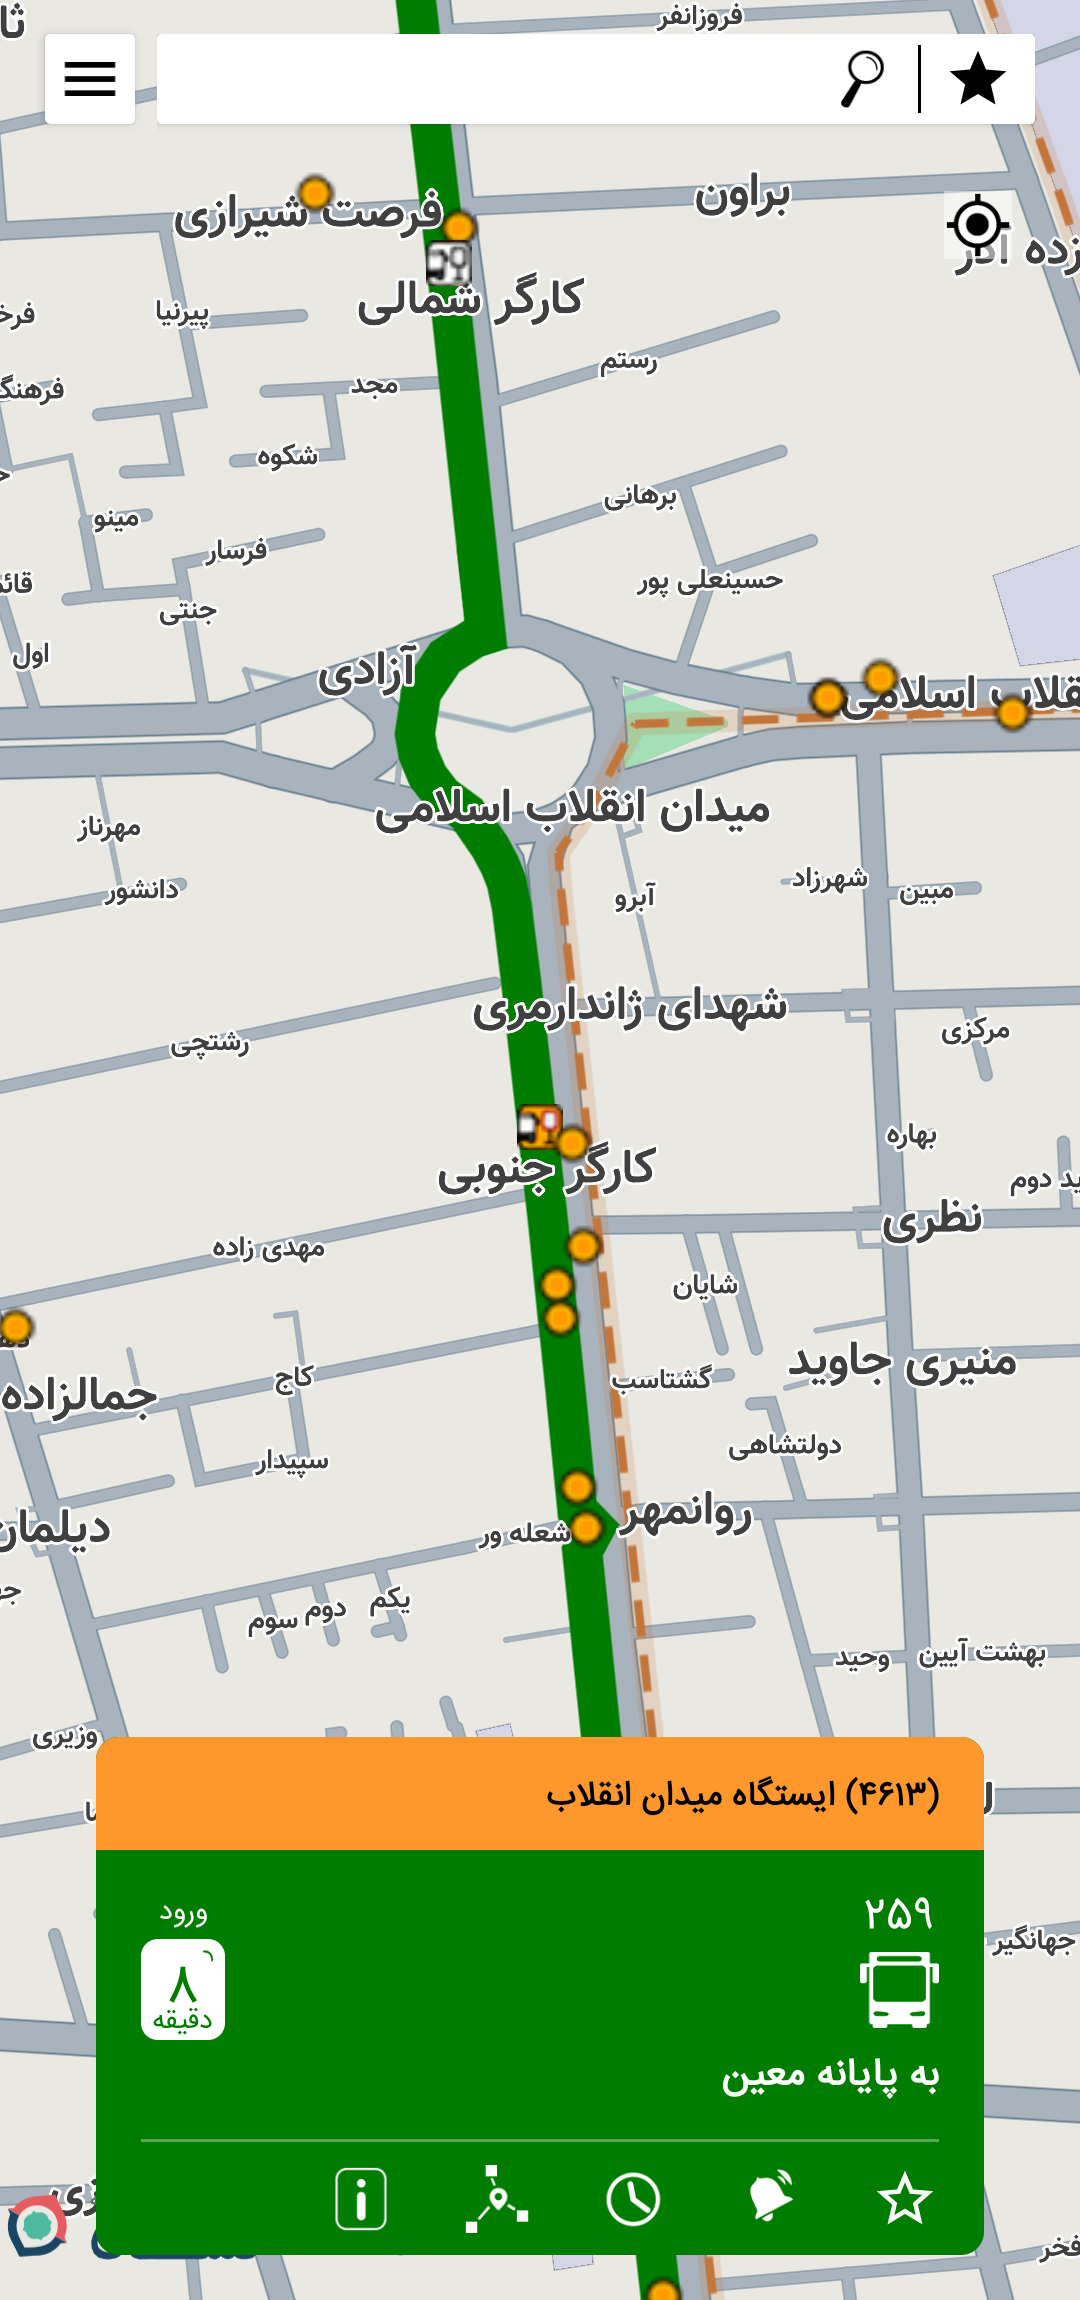 فروزانفر
براون
فرصت شیرازی
کارگر شمالی
پیرنیا
رستم
مجد
شکوه
برهانی
مینو
فرسار
حسینعلی پور
جنتی
اول
آزادی
میدان انقلاب اسلامی
مهرناز
دانشور
شهرزاد
مبین
آبرو
شهدای ژاندارمری
مرکزی
رشتچی
بهاره
کارگر جنوبی
نظری
مهدی زاده
شایان
منیری جاوید
گشتاسب
کاج
جمالزاده
دولتشاهی
سپیدار
روانمهر
شعله ور
یکم
دوم
سوم
بهشت آیین
وحید
وزیری
(۴۶۱۳) ایستگاه میدان انقلاب
۲۵۹
ورود
۸
دقیقه
جهانگیر
به پایانه معین